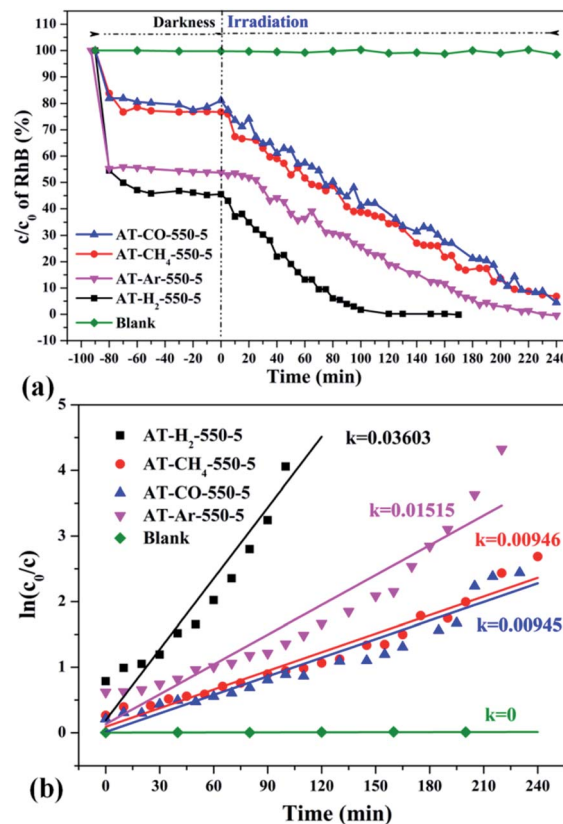 Darkness
Irradiation
110
100
90
80
70
60
50
40
30
20
10
0
-10
c/c₀ of RhB (%)
AT-CO-550-5
AT-CH₄-550-5
AT-Ar-550-5
AT-H₂-550-5
Blank
-100 -80 -60 -40 -20 0 20 40 60 80 100 120 140 160 180 200 220 240
Time (min)
(a)
5
4
3
2
1
0
ln(c₀/c)
AT-H₂-550-5
AT-CH₄-550-5
AT-CO-550-5
AT-Ar-550-5
Blank
k=0.03603
k=0.01515
k=0.00946
k=0.00945
k=0
0 30 60 90 120 150 180 210 240
Time (min)
(b)